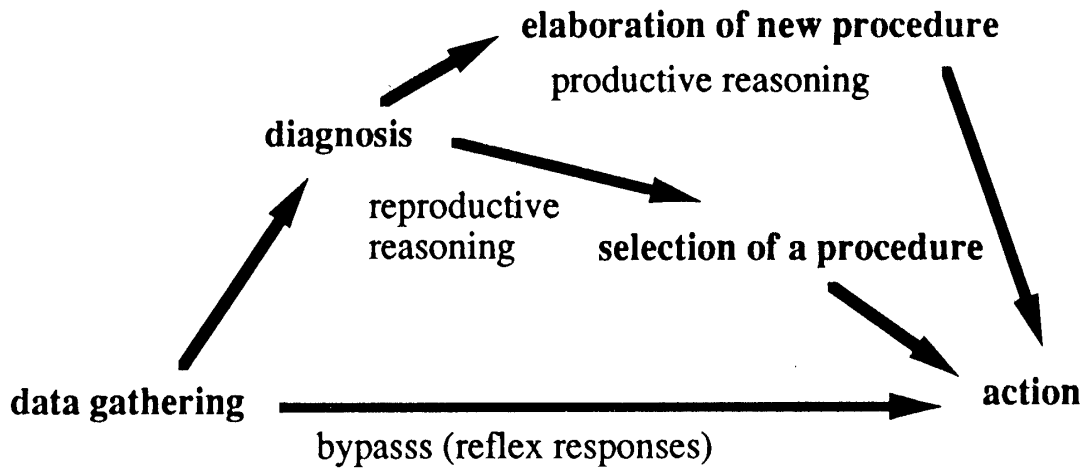 elaboration of new procedure
productive reasoning
diagnosis
reproductive
reasoning
selection of a procedure
data gathering
action
bypasss (reflex responses)